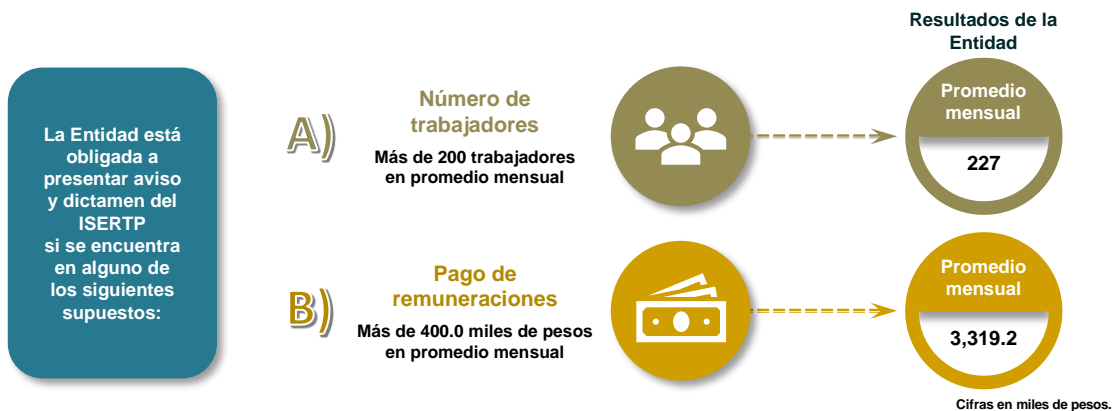 La Entidad está
obligada a
presentar aviso
y dictamen del
ISERTP
si se encuentra
en alguno de
los siguientes
supuestos:
A)
Número de
trabajadores
Más de 200 trabajadores
en promedio mensual
Resultados de la
Entidad
Promedio
mensual
227
B)
Pago de
remuneraciones
Más de 400.0 miles de pesos
en promedio mensual
Promedio
mensual
3,319.2
Cifras en miles de pesos.